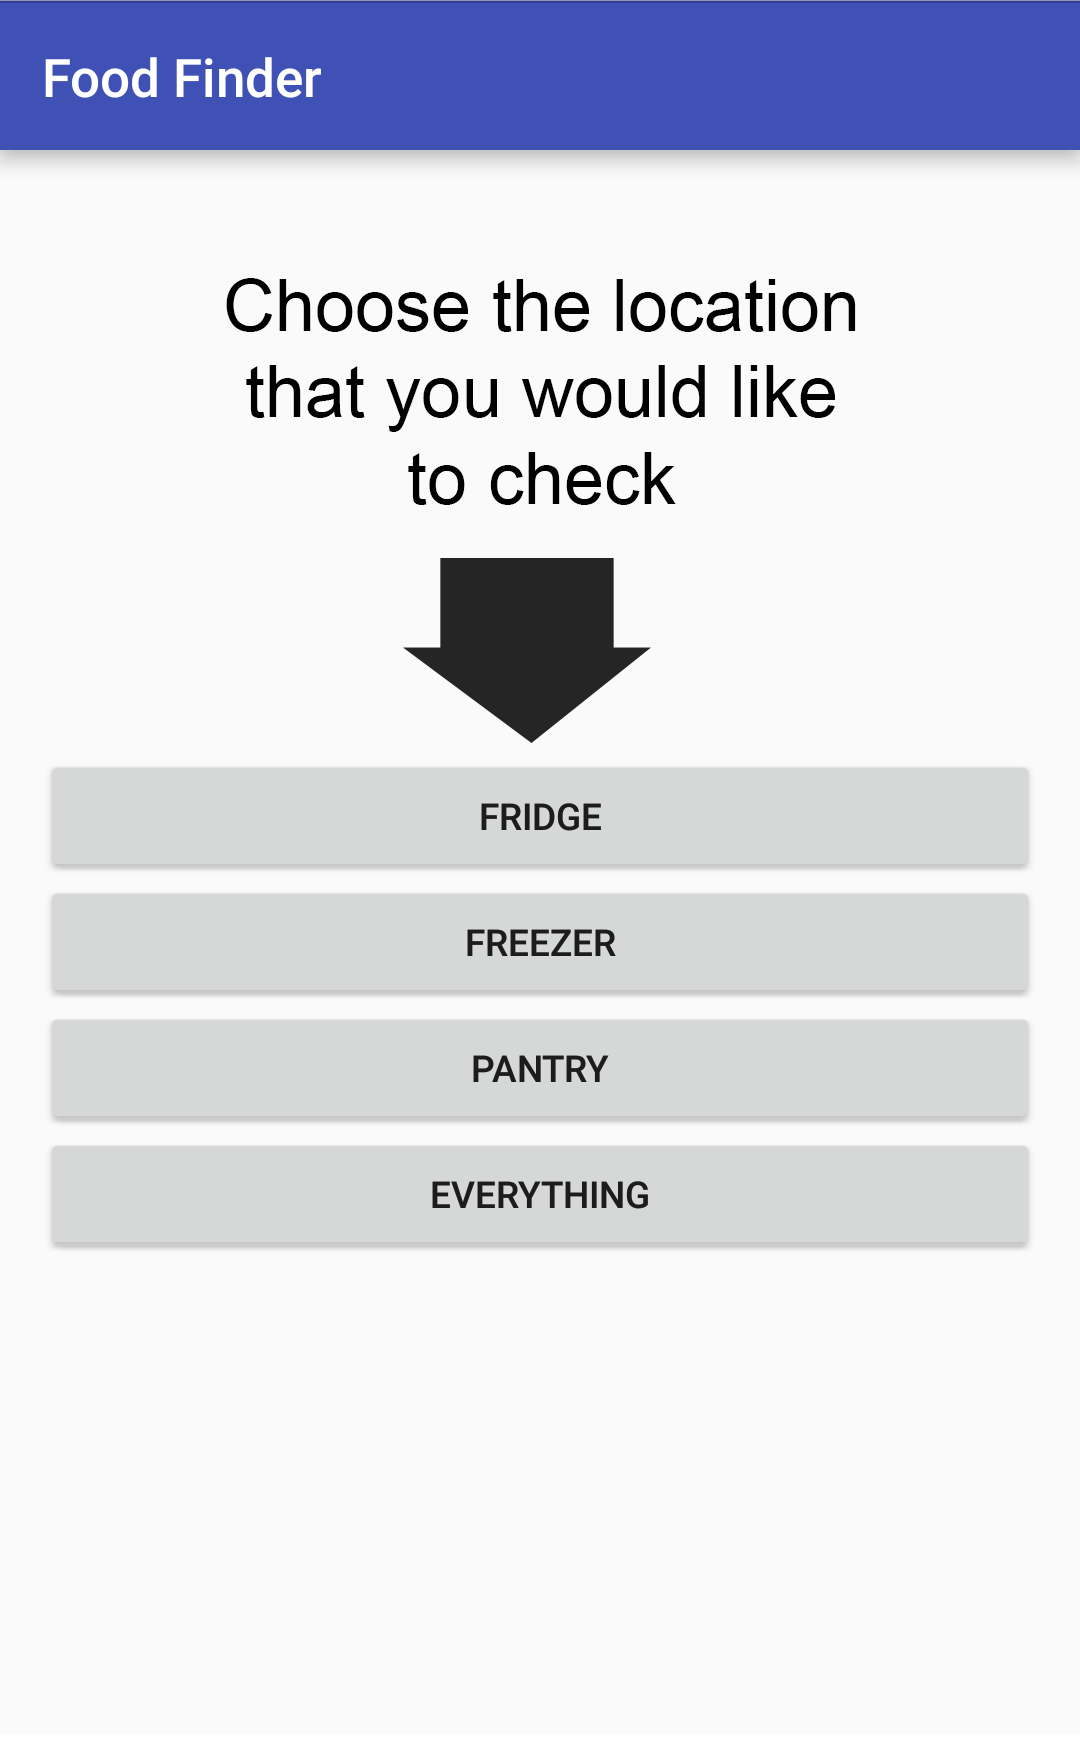 Food Finder
Choose the location
that you would like
to check
FRIDGE
FREEZER
PANTRY
EVERYTHING